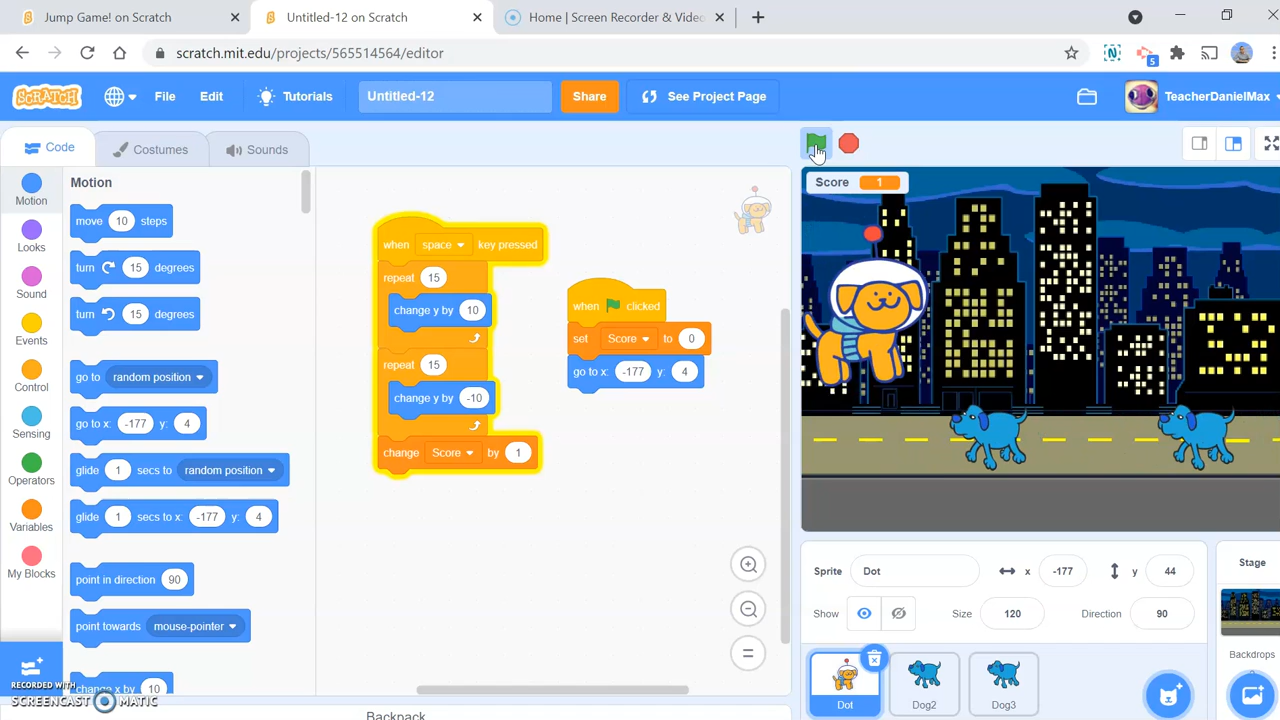 Jump Game! on Scratch
Untitled-12 on Scratch
Home | Screen Recorder & Video
scratch.mit.edu/projects/565514564/editor
5
SCRATCH
File
Edit
Tutorials
Untitled-12
Share
See Project Page
TeacherDanielMax
Code
Costumes
Sounds
Motion
Looks
Sound
Events
Control
Sensing
Operators
Variables
My Blocks
Motion
move 10 steps
turn 15 degrees
turn 15 degrees
go to random position
go to x: -177 y: 4
glide 1 secs to random position
glide 1 secs to x: -177 y: 4
point in direction 90
point towards mouse-pointer
change x by 10
when space key pressed
repeat 15
change y by 10
repeat 15
change y by -10
change Score by 1
when clicked
set Score to 0
go to x: -177 y: 4
Score 1
Sprite Dot x -177 y 44
Show Size 120 Direction 90
Dot
Dog2
Dog3
Stage
Backdrops
Backpack
RECORDED WITH
SCREENCAST MATIC